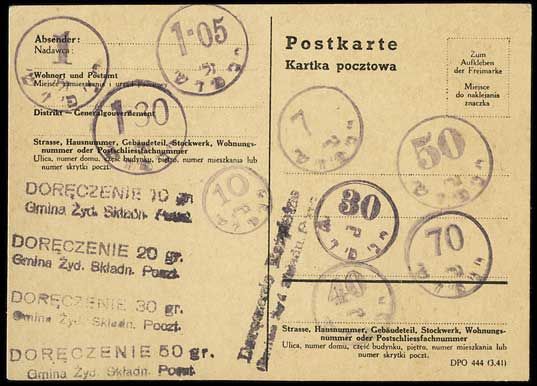 Absender:
Nadawca:
Wohnort und Postamt
Miejsce zamieszkania i urząd pocztowy
Distrikt — Generalgouvernement
Strasse, Hausnummer, Gebäudeteil, Stockwerk, Wohnungs-
nummer oder Postschliessfachnummer
Ulica, numer domu, część budynku, piętro, numer mieszkania lub
numer skrytki poczt.
1
1·05
1·20
10
DORĘCZENIE 10 gr.
Gmina Żyd. Składn. Poczt.
DORĘCZENIE 20 gr.
Gmina Żyd. Składn. Poczt.
DORĘCZENIE 30 gr.
Gmina Żyd. Składn. Poczt.
DORĘCZENIE 50 gr.
Gmina Żyd. Składn. Poczt.
Postkarte
Kartka pocztowa
Zum
Aufkleben
der Freimarke
Miejsce
do naklejania
znaczka
7
50
30
70
40
Strasse, Hausnummer, Gebäudeteil, Stockwerk, Wohnungs-
nummer oder Postschliessfachnummer
Ulica, numer domu, część budynku, piętro, numer mieszkania lub
numer skrytki poczt.
DPO 444 (3.41)